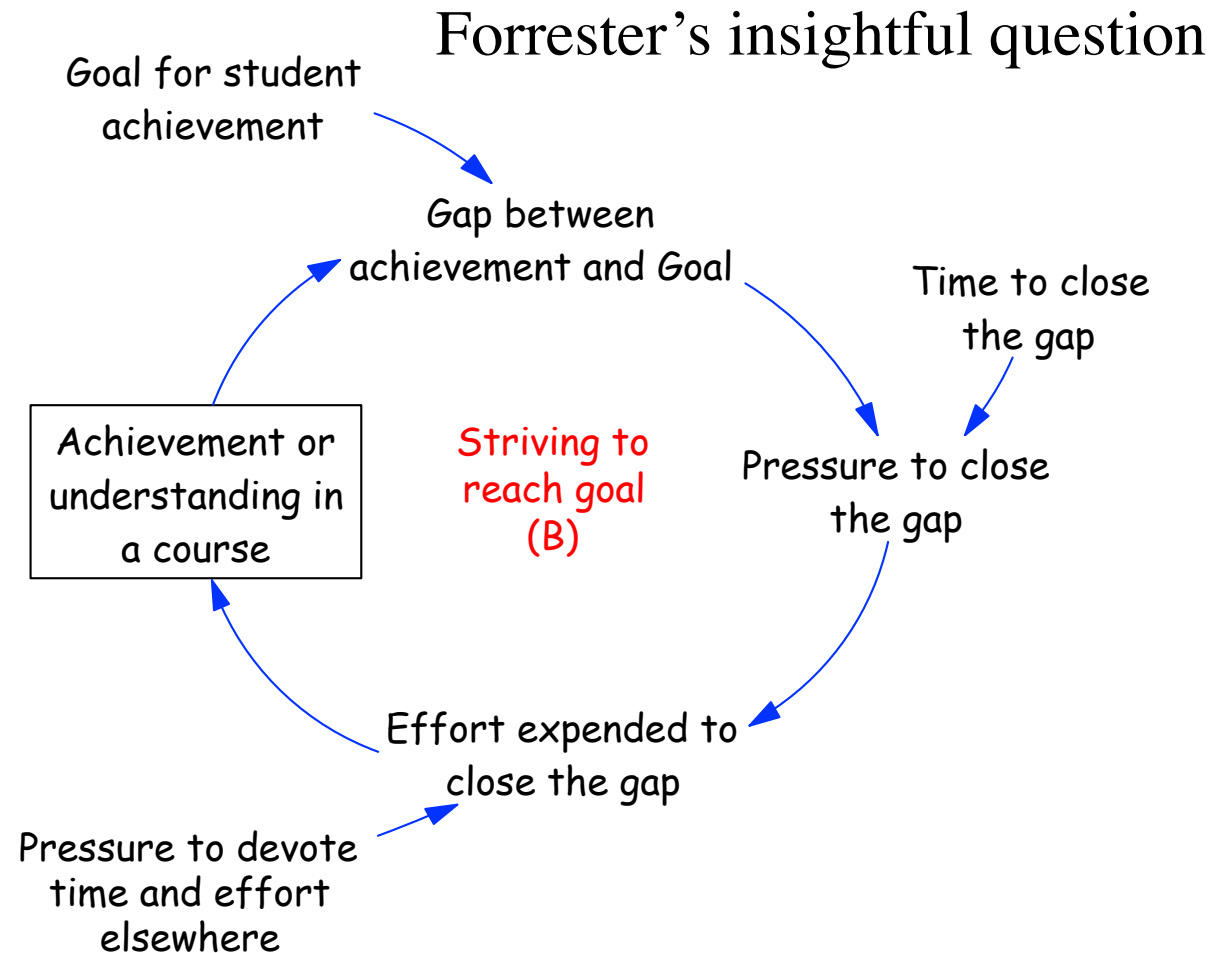 Forrester’s insightful question
Goal for student
achievement
Gap between
achievement and Goal
Time to close
the gap
Pressure to close
the gap
Achievement or
understanding in
a course
Striving to
reach goal
(B)
Effort expended to
close the gap
Pressure to devote
time and effort
elsewhere